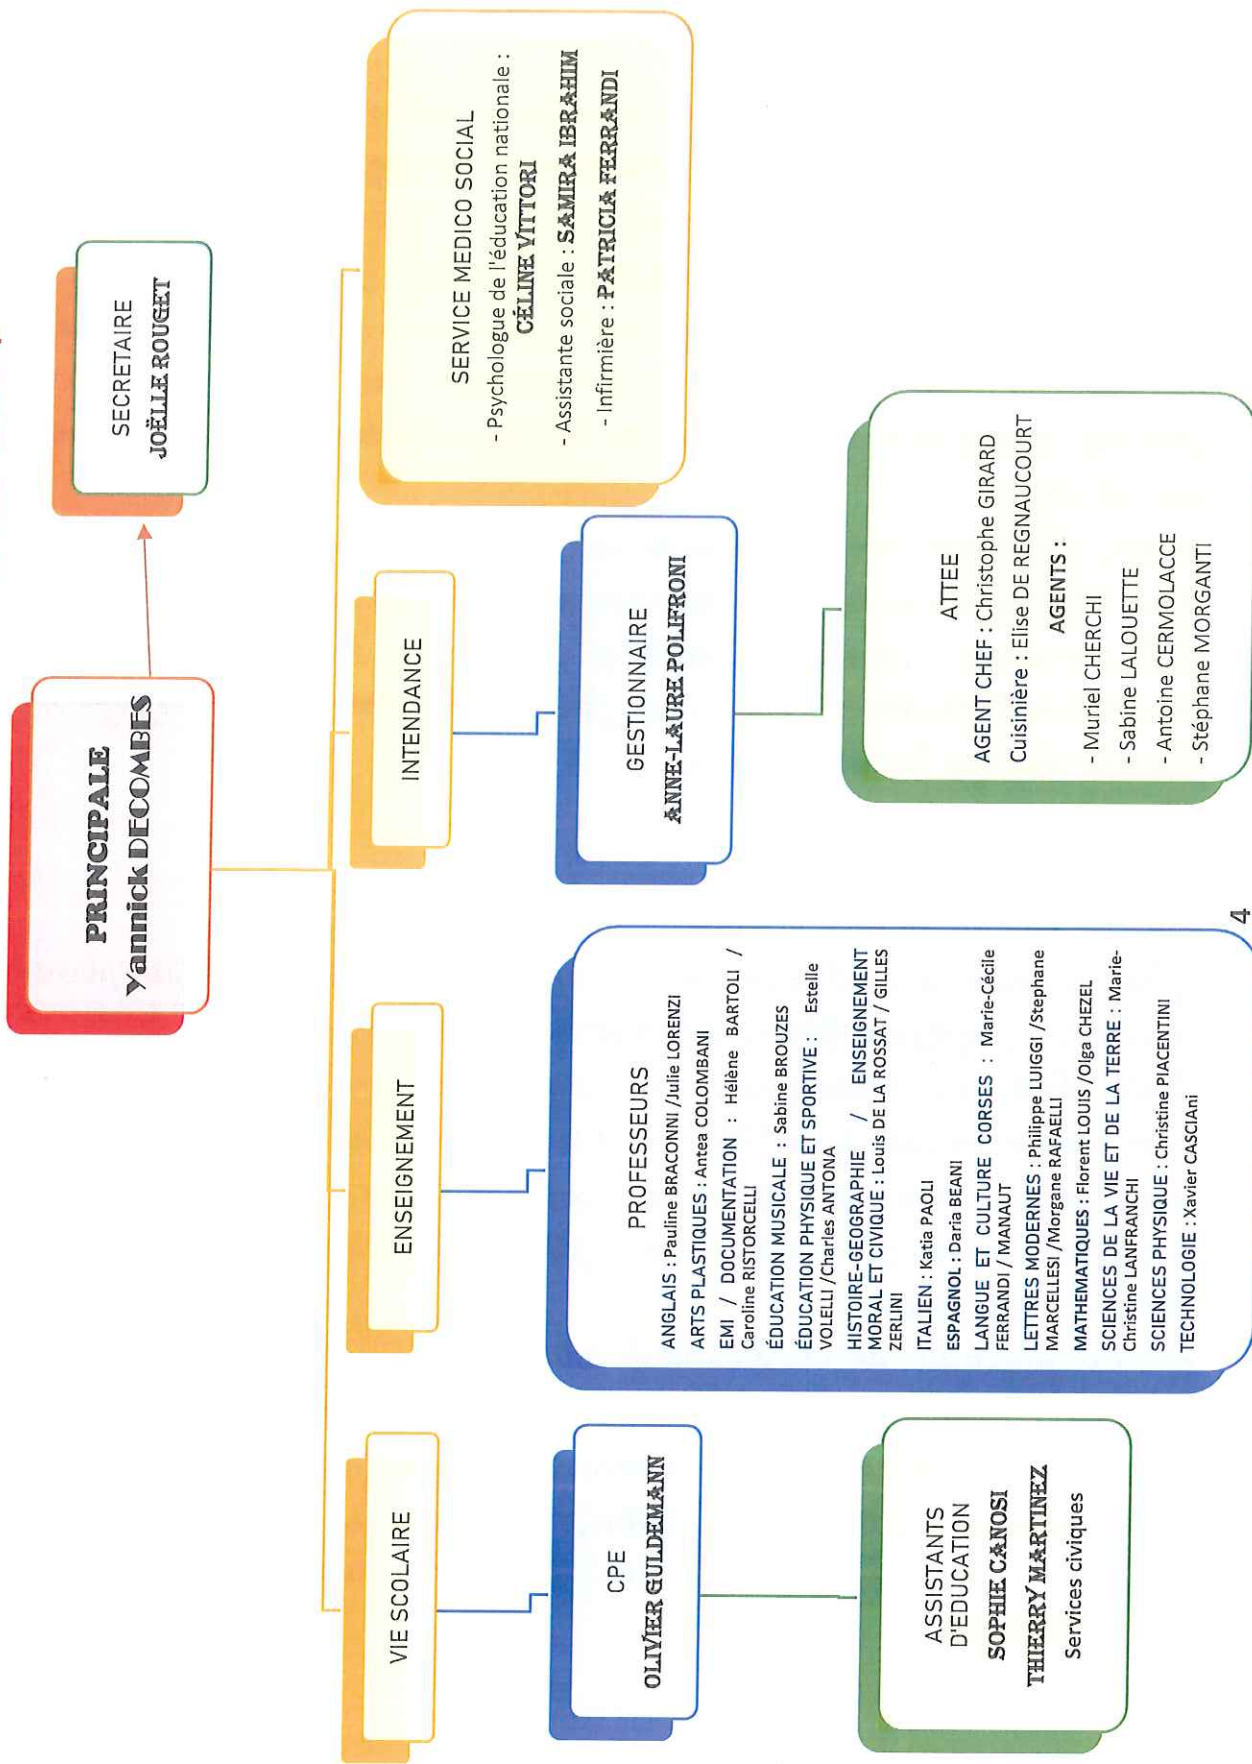 PRINCIPALE
Yannick DECOMBES
SECRETAIRE
JOËLLE ROUGET
VIE SCOLAIRE
ENSEIGNEMENT
INTENDANCE
SERVICE MEDICO SOCIAL
- Psychologue de l'éducation nationale :
CÉLINE VITTORI
- Assistante sociale : SAMIRA IBRAHIM
- Infirmière : PATRICIA FERRANDI
CPE
OLIVIER GULDEMANN
PROFESSEURS
ANGLAIS : Pauline BRACONNI /Julie LORENZI
ARTS PLASTIQUES : Antea COLOMBANI
EMI / DOCUMENTATION : Hélène BARTOLI /
Caroline RISTORCELLI
ÉDUCATION MUSICALE : Sabine BROUZES
ÉDUCATION PHYSIQUE ET SPORTIVE : Estelle
VOLELLI /Charles ANTONA
HISTOIRE-GEOGRAPHIE / ENSEIGNEMENT
MORAL ET CIVIQUE : Louis DE LA ROSSAT / GILLES
ZERLINI
ITALIEN : Katia PAOLI
ESPAGNOL : Daria BEANI
LANGUE ET CULTURE CORSES : Marie-Cécile
FERRANDI / MANAUT
LETTRES MODERNES : Philippe LUIGGI /Stephane
MARCELLESI /Morgane RAFAELLI
MATHEMATIQUES : Florent LOUIS /Olga CHEZEL
SCIENCES DE LA VIE ET DE LA TERRE : Marie-
Christine LANFRANCHI
SCIENCES PHYSIQUE : Christine PIACENTINI
TECHNOLOGIE : Xavier CASCIAni
GESTIONNAIRE
ANNE-LAURE POLIFRONI
ASSISTANTS
D'EDUCATION
SOPHIE CANOSI
THIERRY MARTINEZ
Services civiques
ATTEE
AGENT CHEF : Christophe GIRARD
Cuisinière : Elise DE REGNAUCOURT
AGENTS :
- Muriel CHERCHI
- Sabine LALOUETTE
- Antoine CERMOLACCE
- Stéphane MORGANTI
4